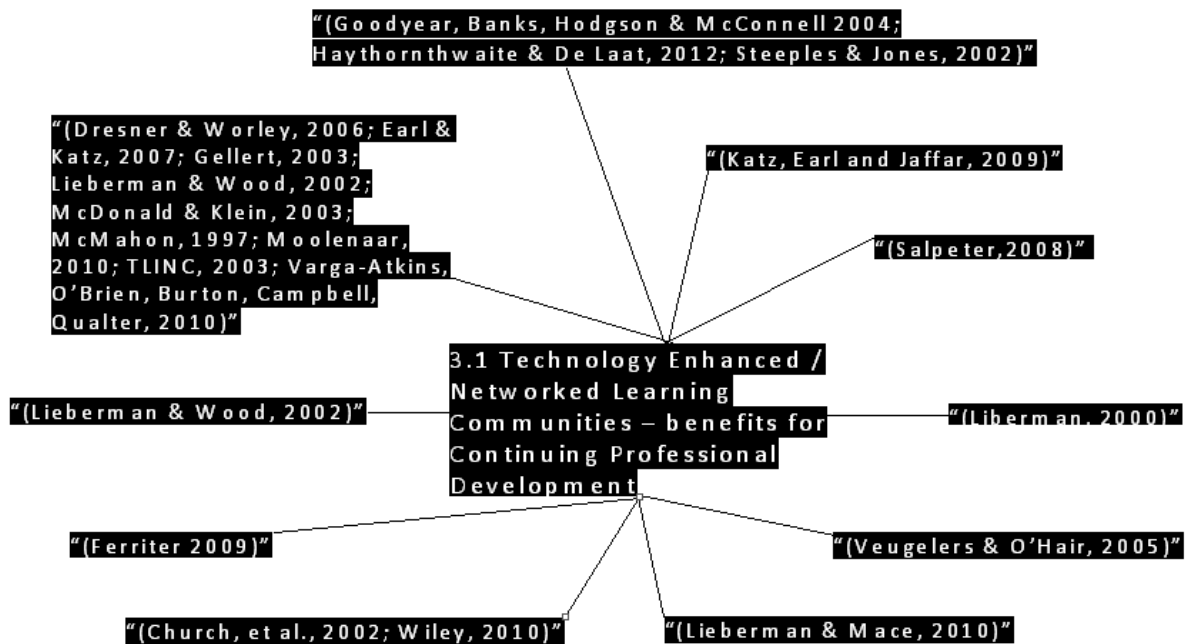 “(Goodyear, Banks, Hodgson & McConnell 2004;
Haythornthwaite & De Laat, 2012; Steeples & Jones, 2002)”
“(Dresner & Worley, 2006; Earl &
Katz, 2007; Gellert, 2003;
Lieberman & Wood, 2002;
McDonald & Klein, 2003;
McMahon, 1997; Moolenaar,
2010; TLINC, 2003; Varga-Atkins,
O’Brien, Burton, Campbell,
Qualter, 2010)”
“(Katz, Earl and Jaffar, 2009)”
“(Salpeter,2008)”
3.1 Technology Enhanced /
Networked Learning
Communities – benefits for
Continuing Professional
Development
“(Lieberman & Wood, 2002)”
“(Liberman, 2000)”
“(Ferriter 2009)”
“(Veugelers & O’Hair, 2005)”
“(Church, et al., 2002; Wiley, 2010)”
“(Lieberman & Mace, 2010)”